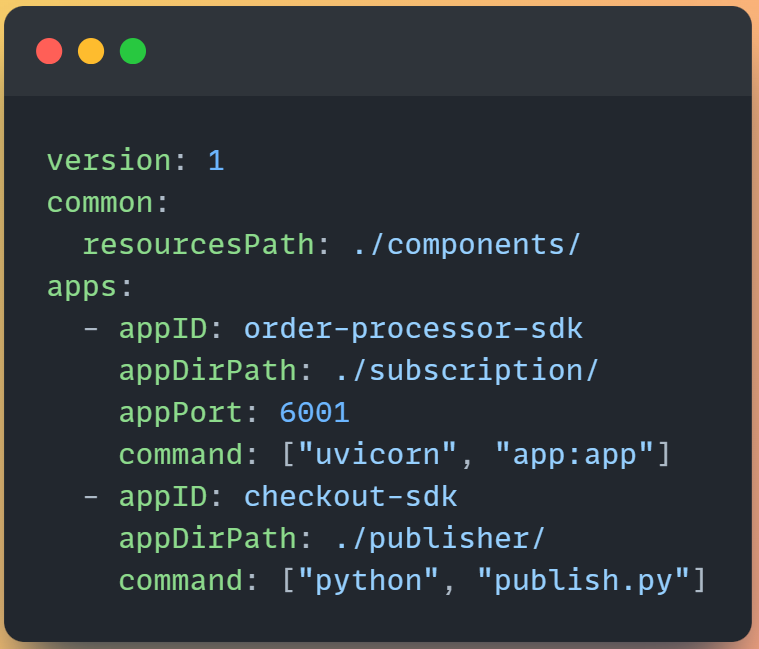 version: 1
common:
  resourcesPath: ./components/
apps:
  - appID: order-processor-sdk
    appDirPath: ./subscription/
    appPort: 6001
    command: ["uvicorn", "app:app"]
  - appID: checkout-sdk
    appDirPath: ./publisher/
    command: ["python", "publish.py"]